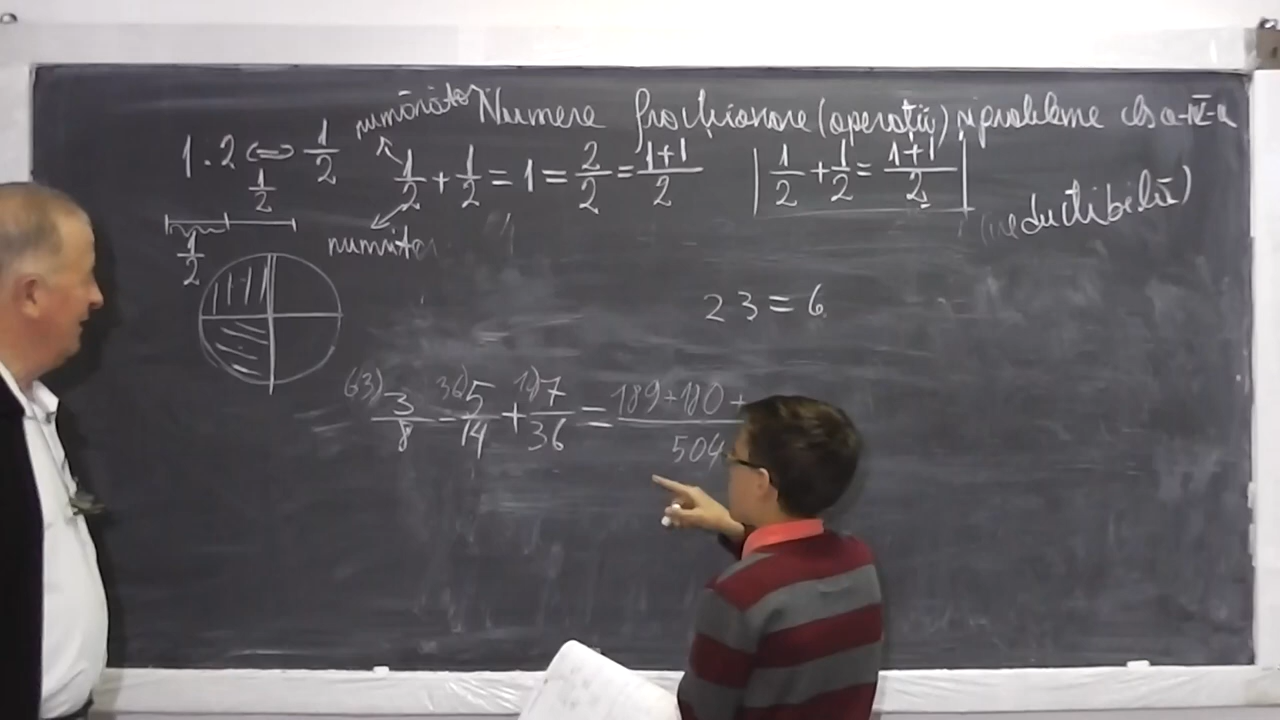 numărător Numere fracționare (operații) și probleme cls a-IV-a
1:2 <=> 1/2
1/2 + 1/2 = 1 = 2/2 = (1+1)/2
1/2 + 1/2 = (1+1)/2
1/2
(ireductibilă)
1/2
numito
2 3 = 6
63) 3/8 - 36) 5/14 + 7/36 = (189+180+)/504